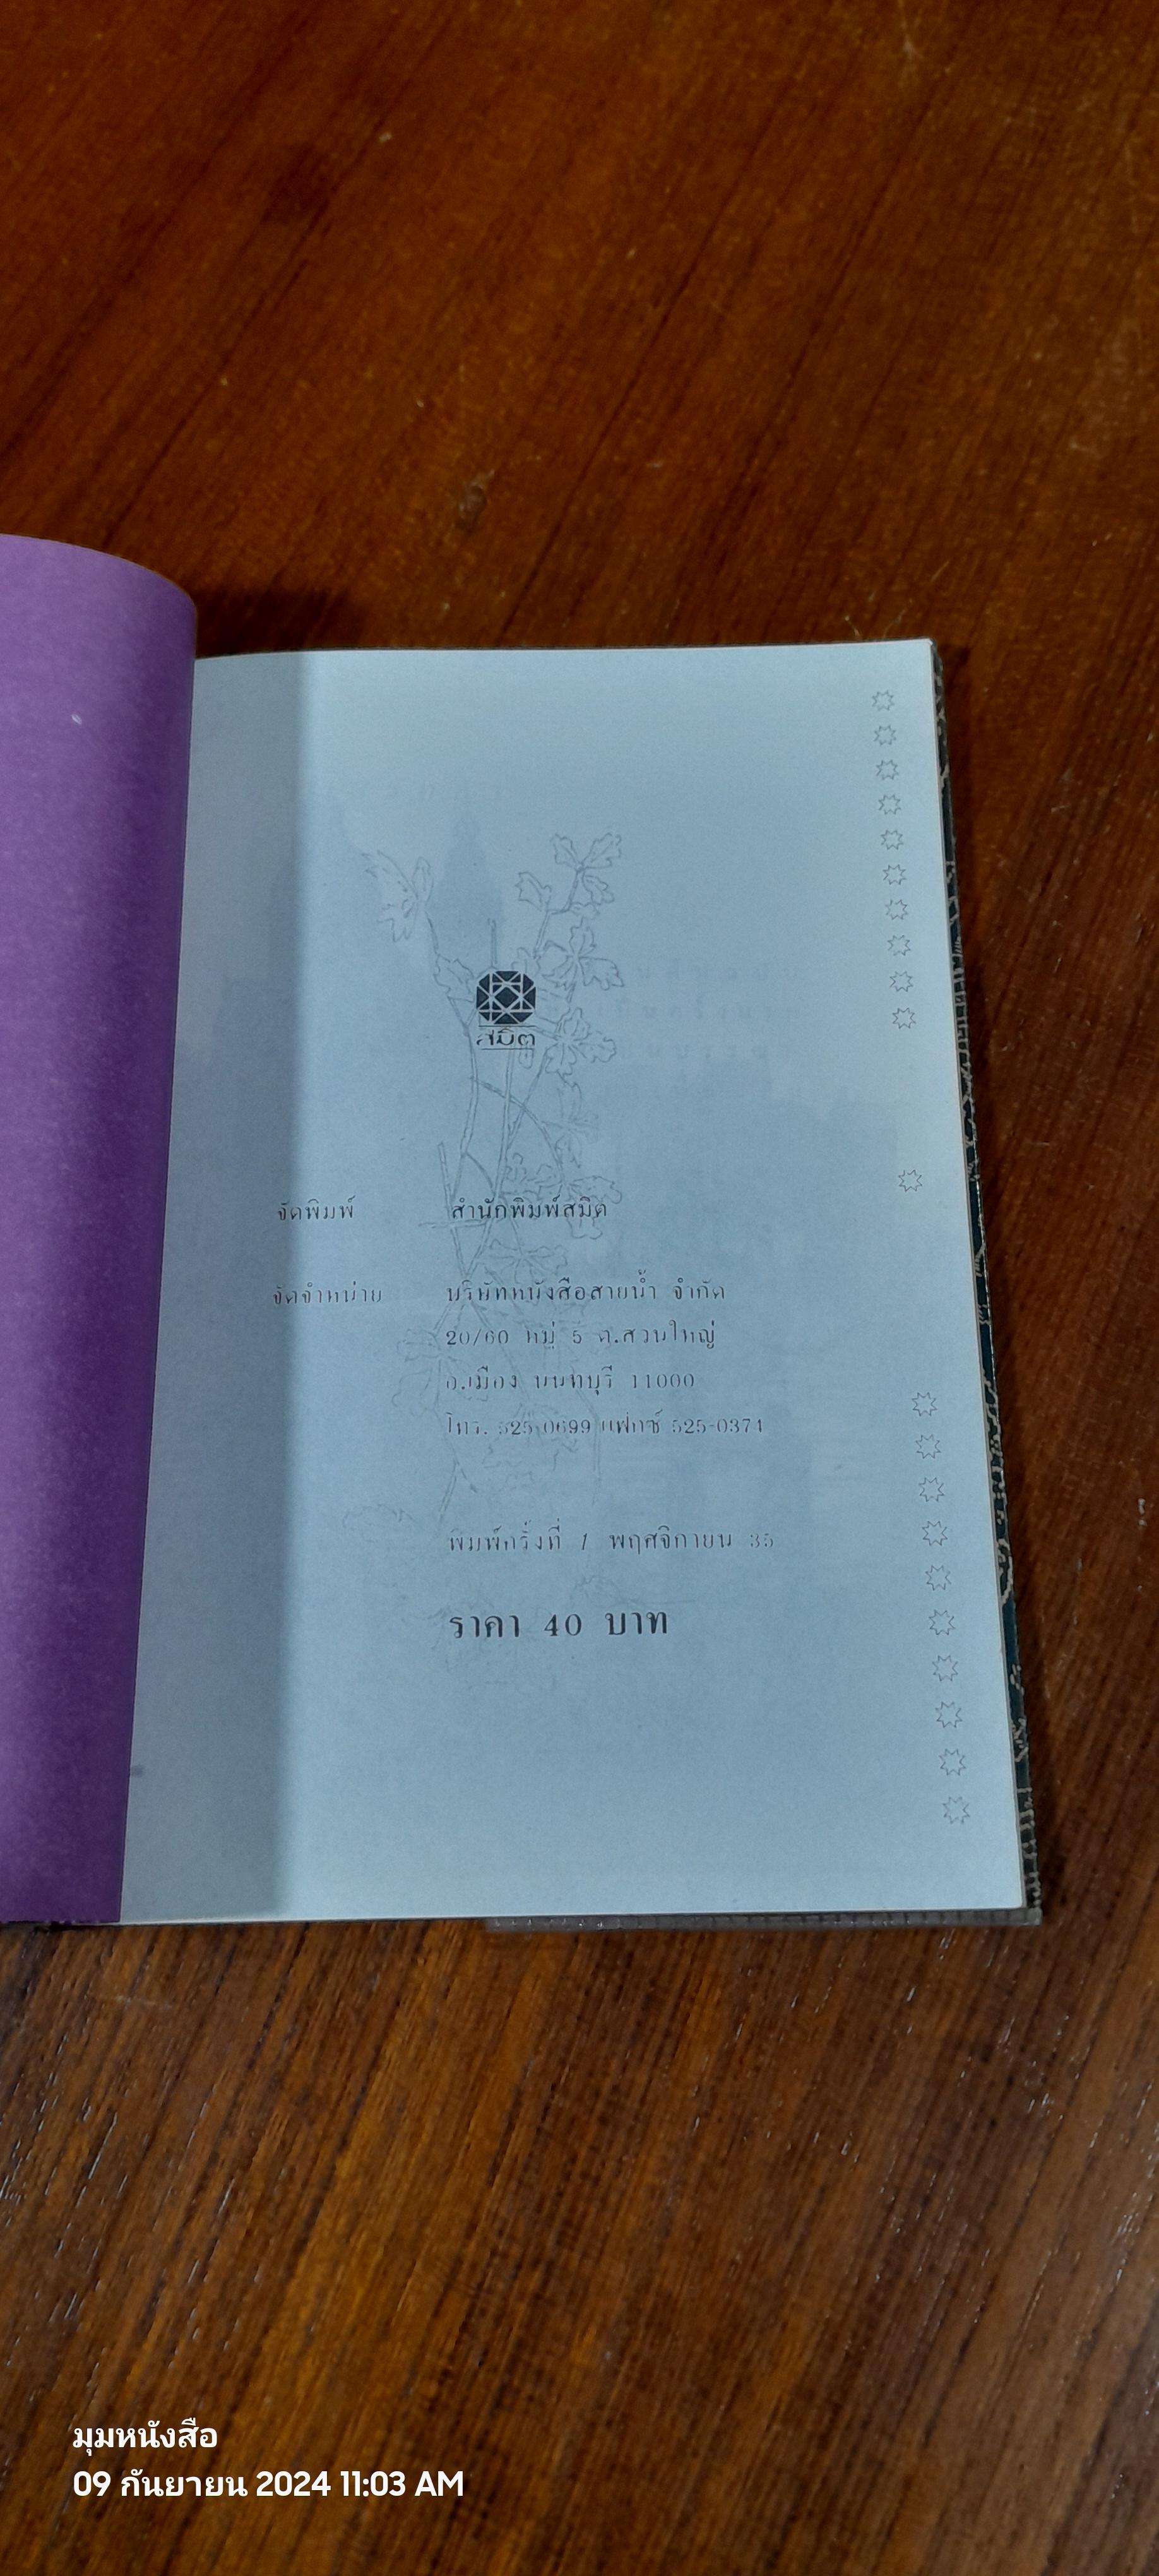 สมิต
จัดพิมพ์ สำนักพิมพ์สมิต
จัดจำหน่าย บริษัทหนังสือสายน้ำ จำกัด
20/60 หมู่ 5 ต.สวนใหญ่
อ.เมือง นนทบุรี 11000
โทร. 525-0699 แฟกซ์ 525-0371
พิมพ์ครั้งที่ 1 พฤศจิกายน 35
ราคา 40 บาท
มุมหนังสือ
09 กันยายน 2024 11:03 AM